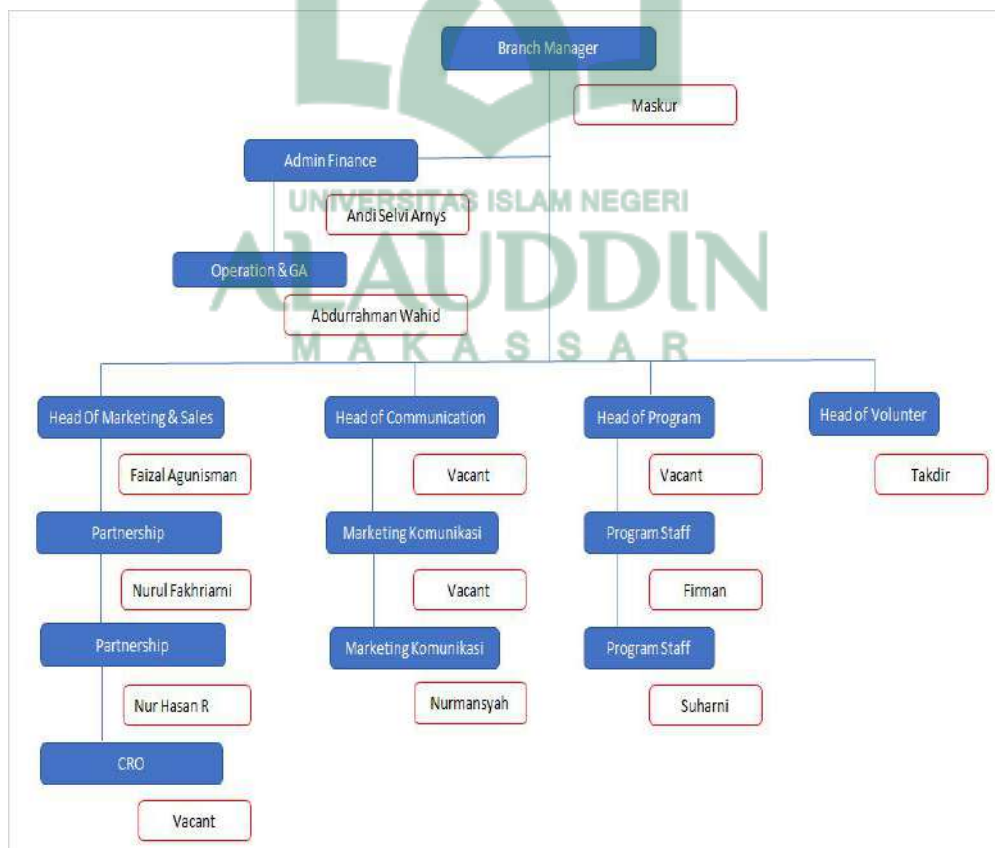 Branch Manager
Maskur
Admin Finance
UNIVERSITAS ISLAM NEGERI
Andi Selvi Arnys
ALAUDDIN
Operation & GA
Abdurrahman Wahid
MAKASSAR
Head Of Marketing & Sales
Faizal Agunisman
Partnership
Nurul Fakhriami
Partnership
Nur Hasan R
CRO
Vacant
Head of Communication
Vacant
Marketing Komunikasi
Vacant
Marketing Komunikasi
Nurmansyah
Head of Program
Vacant
Program Staff
Firman
Program Staff
Suharni
Head of Volunter
Takdir